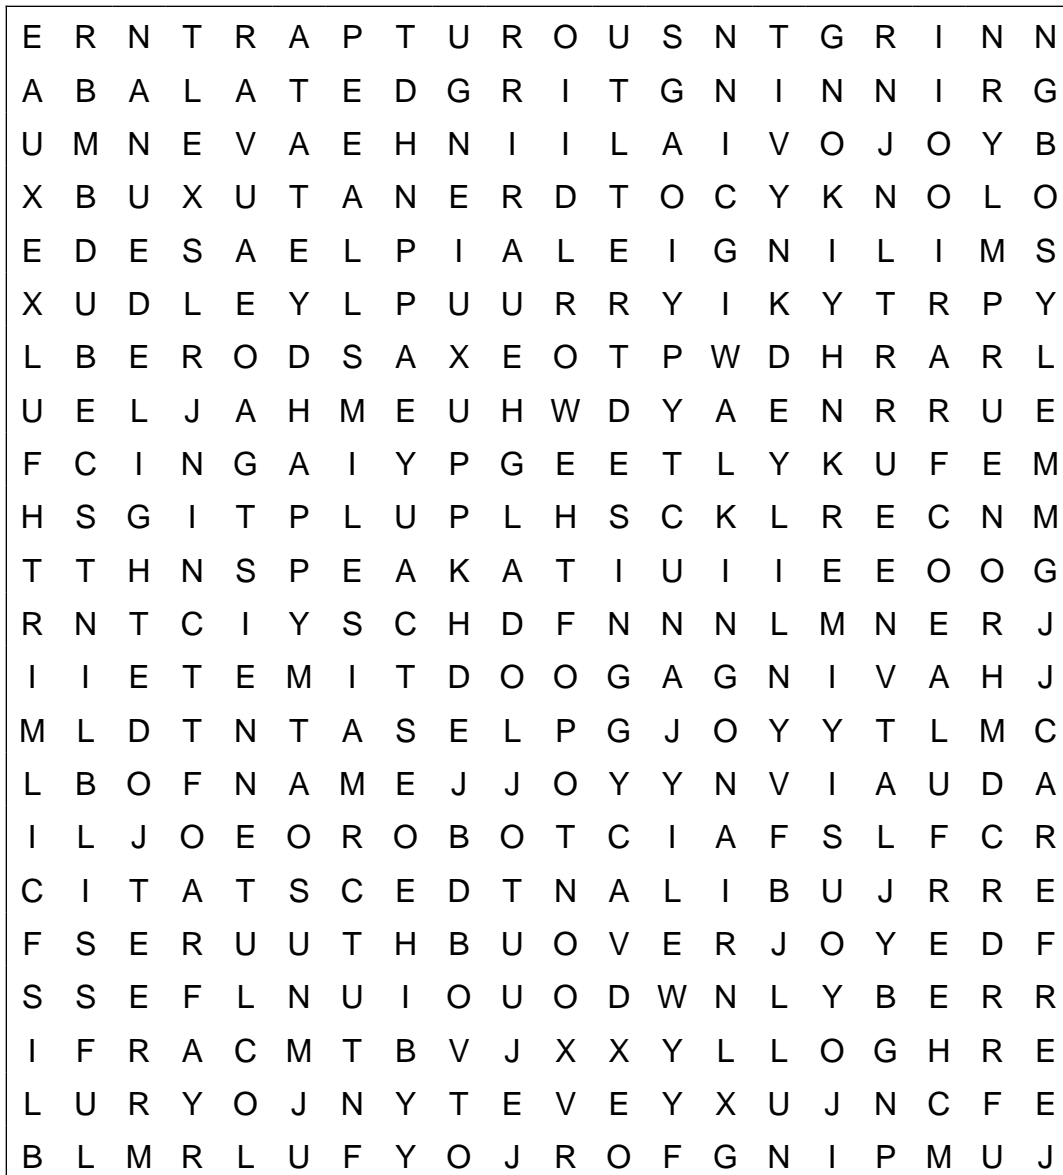 E R N T R A P T U R O U S N T G R I N N
A B A L A T E D G R I T G N I N N I R G
U M N E V A E H N I I L A I V O J O Y B
X B U X U T A N E R D T O C Y K N O L O
E D E S A E L P I A L E I G N I L I M S
X U D L E Y L P U U R R Y I K Y T R P Y
L B E R O D S A X E O T P W D H R A R L
U E L J A H M E U H W D Y A E N R R U E
F C I N G A I Y P G E E T L Y K U F E M
H S G I T P L U P L H S C K L R E C N M
T T H N S P E A K A T I U I I E E O O G
R N T C I Y S C H D F N N N L M N E R J
I I E T E M I T D O O G A G N I V A H J
M L D T N T A S E L P G J O Y Y T L M C
L B O F N A M E J J O Y Y N V I A U D A
I L J O E O R O B O T C I A F S L F C R
C I T A T S C E D T N A L I B U J R R E
F S E R U U T H B U O V E R J O Y E D F
S S E F L N U I O U O D W N L Y B E R R
I F R A C M T B V J X X Y L L O G H R E
L U R Y O J N Y T E V E Y X U J N C F E
B L M R L U F Y O J R O F G N I P M U J